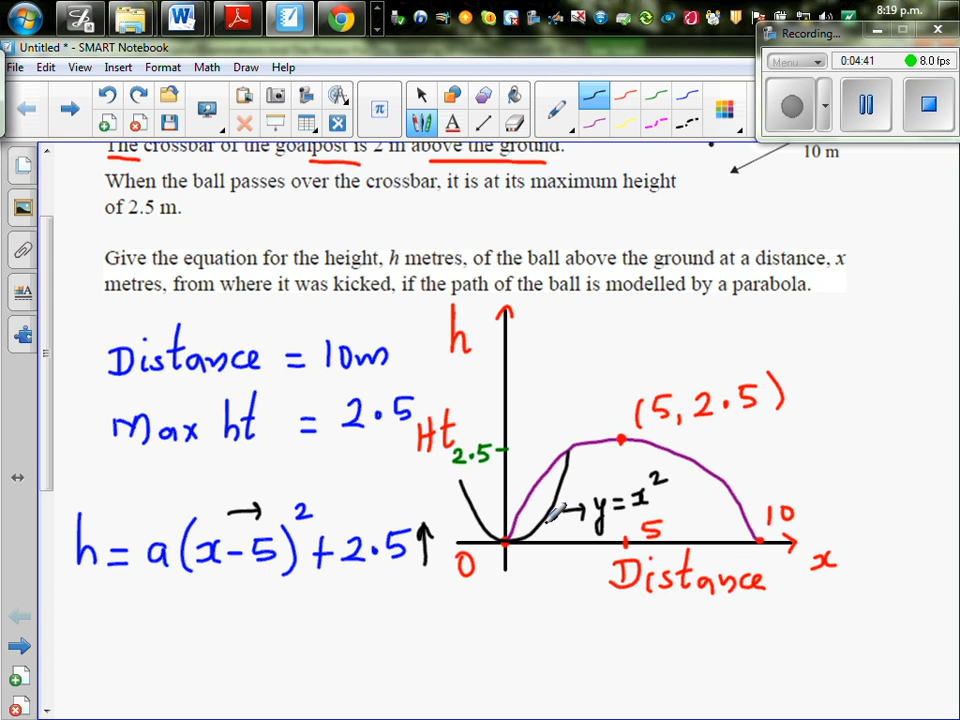 8:19 p.m.
Untitled * - SMART Notebook
Recording...
File Edit View Insert Format Math Draw Help
Menu
0:04:41
8.0 fps
The crossbar of the goalpost is 2 m above the ground.
10 m
When the ball passes over the crossbar, it is at its maximum height
of 2.5 m.
Give the equation for the height, h metres, of the ball above the ground at a distance, x
metres, from where it was kicked, if the path of the ball is modelled by a parabola.
h
Distance = 10m
Max ht = 2.5
(5, 2.5)
Ht
2.5
→ y = x²
h = a(x-5)² + 2.5 ↑
0
5
10
Distance
x